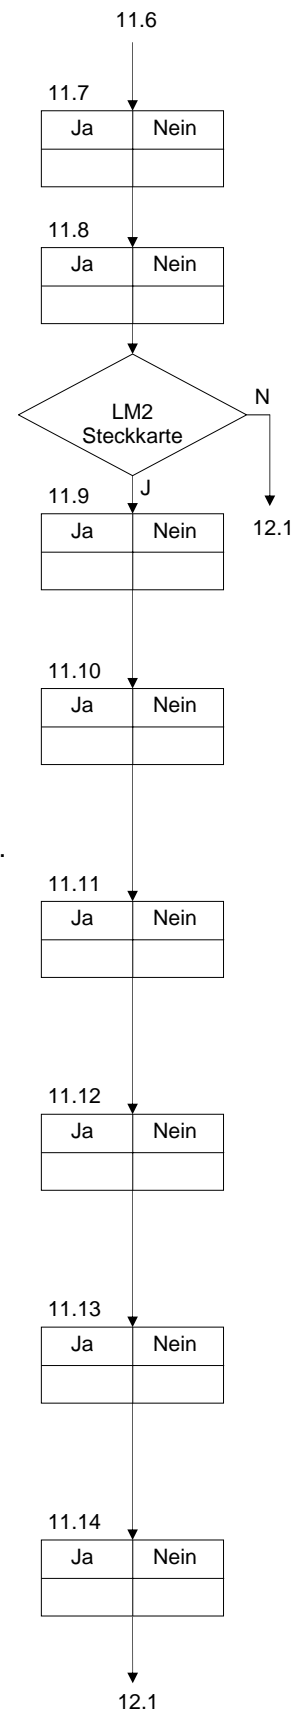 11.6
11.7
Ja Nein
11.8
Ja Nein
LM2
Steckkarte
N
J
12.1
11.9
Ja Nein
11.10
Ja Nein
.
11.11
Ja Nein
11.12
Ja Nein
11.13
Ja Nein
11.14
Ja Nein
12.1